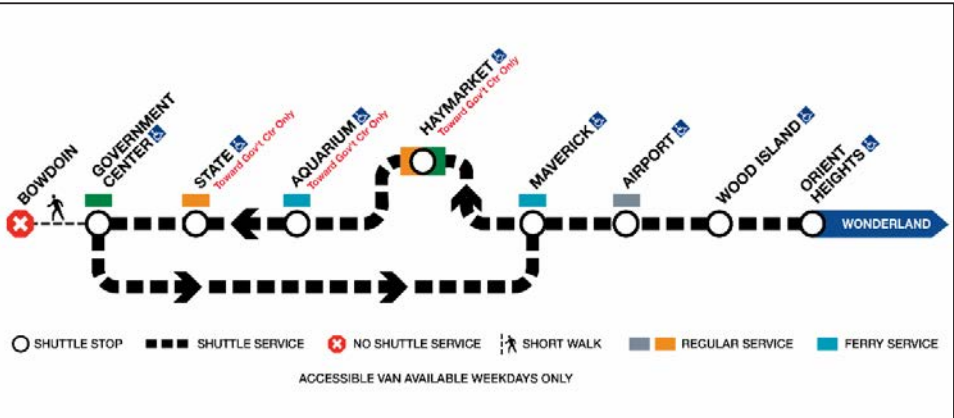 BOWDOIN
GOVERNMENT
CENTER
STATE
Toward Gov't Ctr Only
AQUARIUM
Toward Gov't Ctr Only
HAYMARKET
Toward Gov't Ctr Only
MAVERICK
AIRPORT
WOOD ISLAND
ORIENT
HEIGHTS
WONDERLAND
SHUTTLE STOP
SHUTTLE SERVICE
NO SHUTTLE SERVICE
SHORT WALK
REGULAR SERVICE
FERRY SERVICE
ACCESSIBLE VAN AVAILABLE WEEKDAYS ONLY